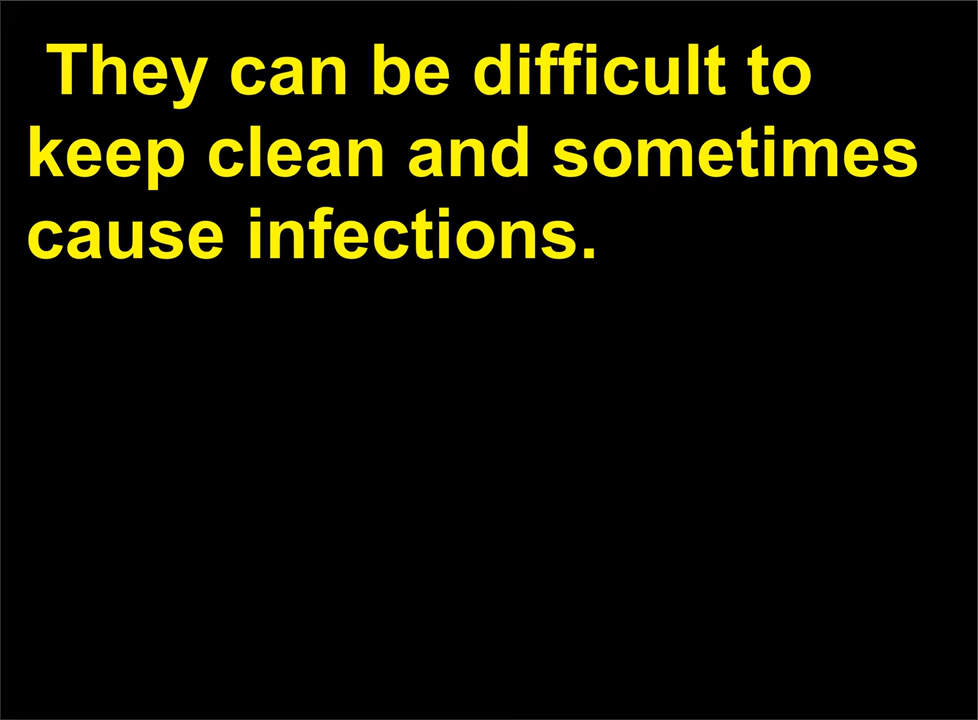 They can be difficult to
keep clean and sometimes
cause infections.